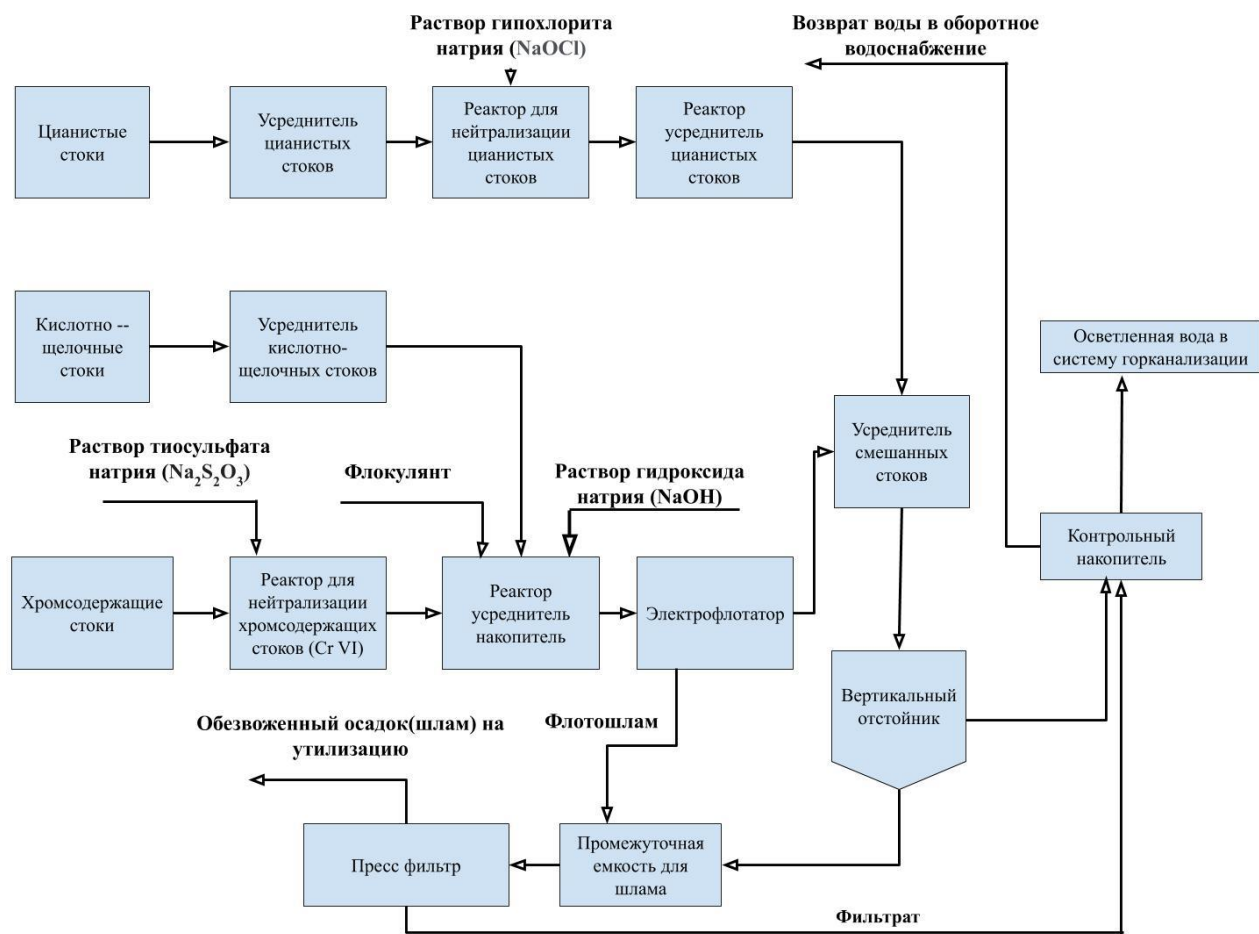 Раствор гипохлорита
натрия (NaOCl)
Возврат воды в оборотное
водоснабжение
Цианистые
стоки
Усреднитель
цианистых
стоков
Реактор для
нейтрализации
цианистых
стоков
Реактор
усреднитель
цианистых
стоков
Кислотно --
щелочные
стоки
Усреднитель
кислотно-
щелочных стоков
Осветленная вода в
систему горканализации
Усреднитель
смешанных
стоков
Раствор тиосульфата
натрия (Na₂S₂O₃)
Флокулянт
Раствор гидроксида
натрия (NaOH)
Контрольный
накопитель
Хромсодержащие
стоки
Реактор для
нейтрализации
хромсодержащих
стоков (Cr VI)
Реактор
усреднитель
накопитель
Электрофлотатор
Вертикальный
отстойник
Обезвоженный осадок(шлам) на
утилизацию
Флотошлам
Пресс фильтр
Промежуточная
емкость для
шлама
Фильтрат